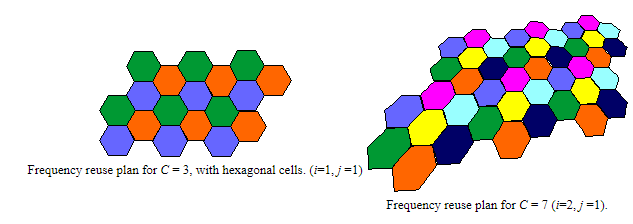 Frequency reuse plan for C = 3, with hexagonal cells. (i=1, j =1)
Frequency reuse plan for C = 7 (i=2, j =1).